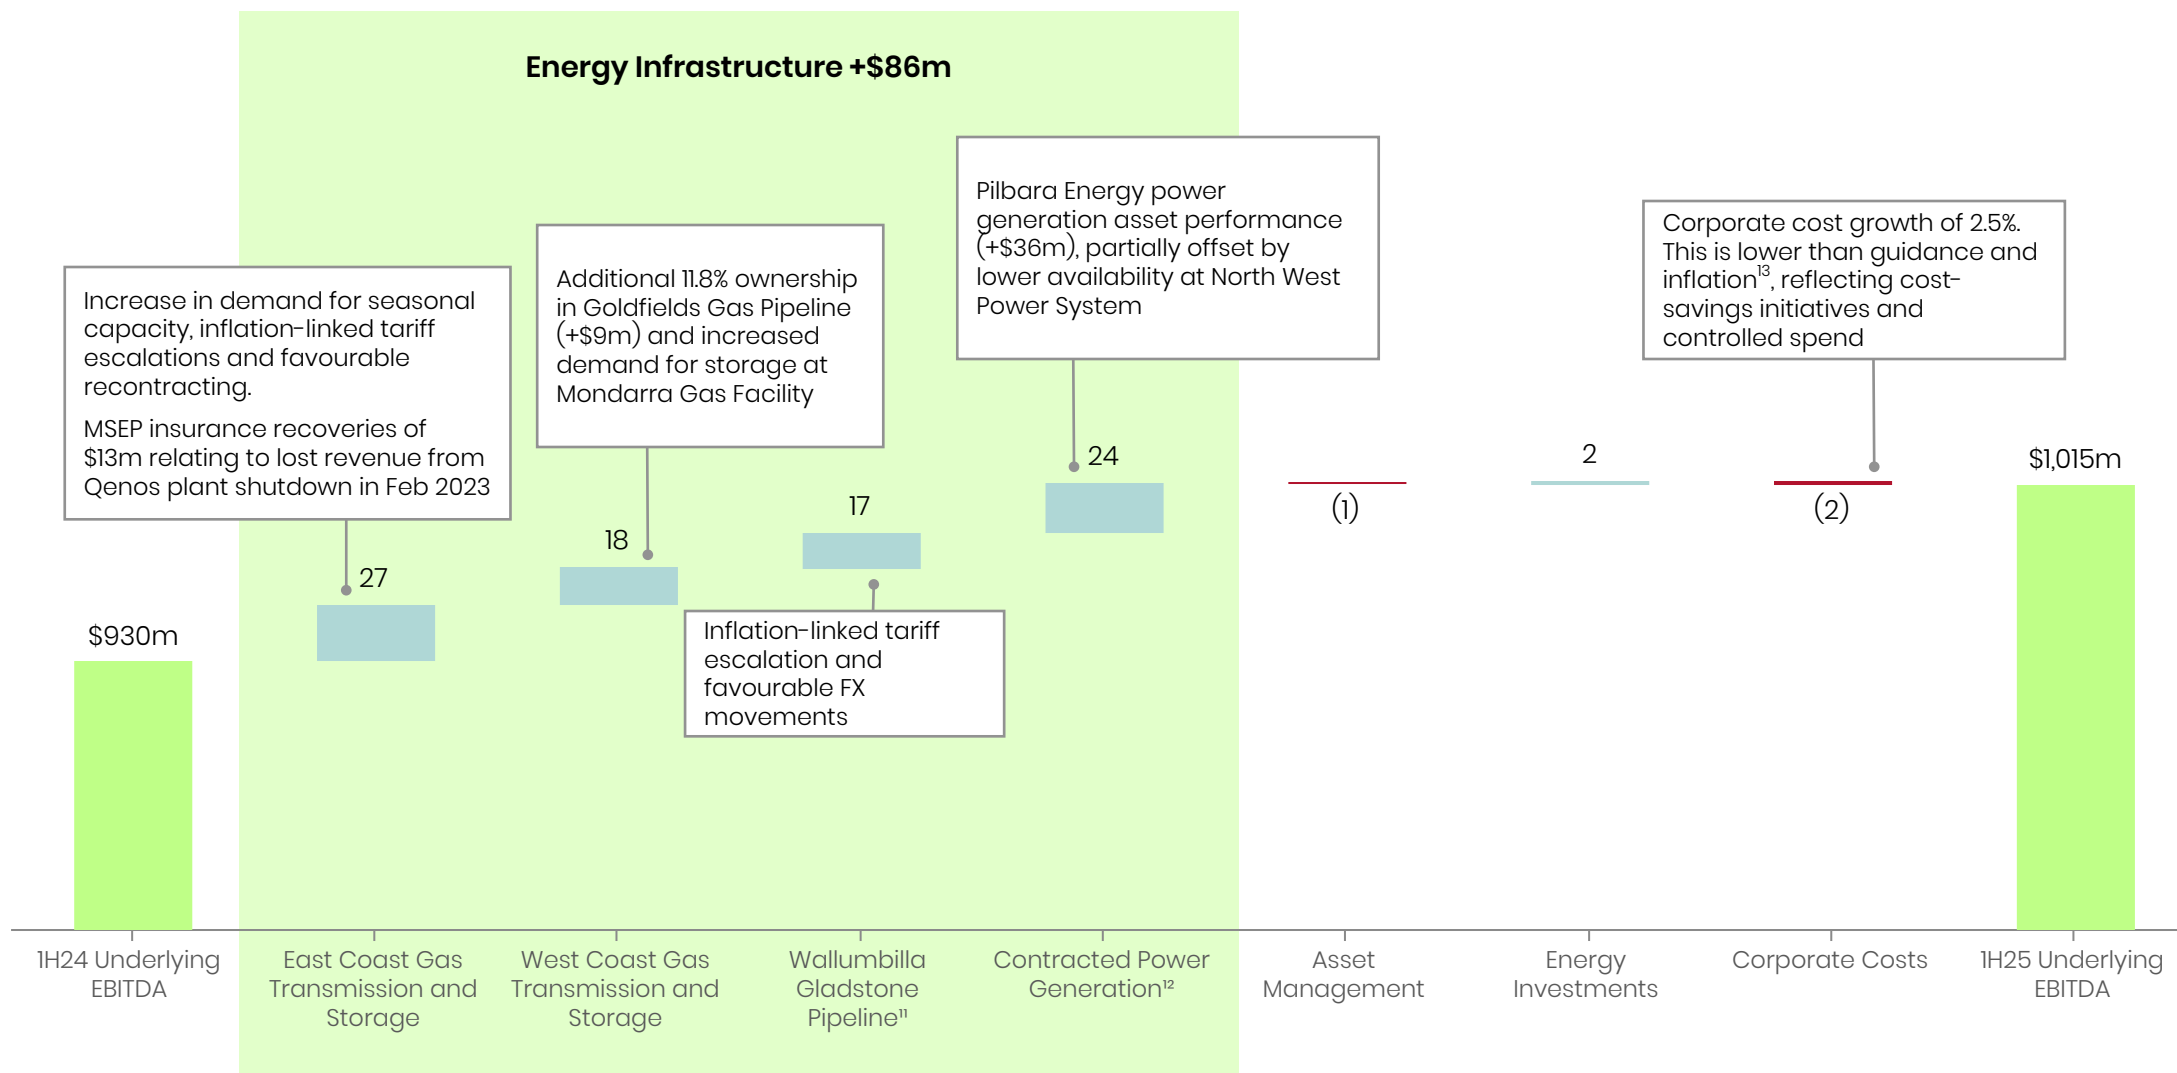 Energy Infrastructure +$86m
Increase in demand for seasonal
capacity, inflation-linked tariff
escalations and favourable
recontracting.
MSEP insurance recoveries of
$13m relating to lost revenue from
Qenos plant shutdown in Feb 2023
Additional 11.8% ownership
in Goldfields Gas Pipeline
(+$9m) and increased
demand for storage at
Mondarra Gas Facility
Pilbara Energy power
generation asset performance
(+$36m), partially offset by
lower availability at North West
Power System
Corporate cost growth of 2.5%.
This is lower than guidance and
inflation¹³, reflecting cost-
savings initiatives and
controlled spend
Inflation-linked tariff
escalation and
favourable FX
movements
$930m
27
18
17
24
(1)
2
(2)
$1,015m
1H24 Underlying
EBITDA
East Coast Gas
Transmission and
Storage
West Coast Gas
Transmission and
Storage
Wallumbilla
Gladstone
Pipeline¹¹
Contracted Power
Generation¹²
Asset
Management
Energy
Investments
Corporate Costs
1H25 Underlying
EBITDA